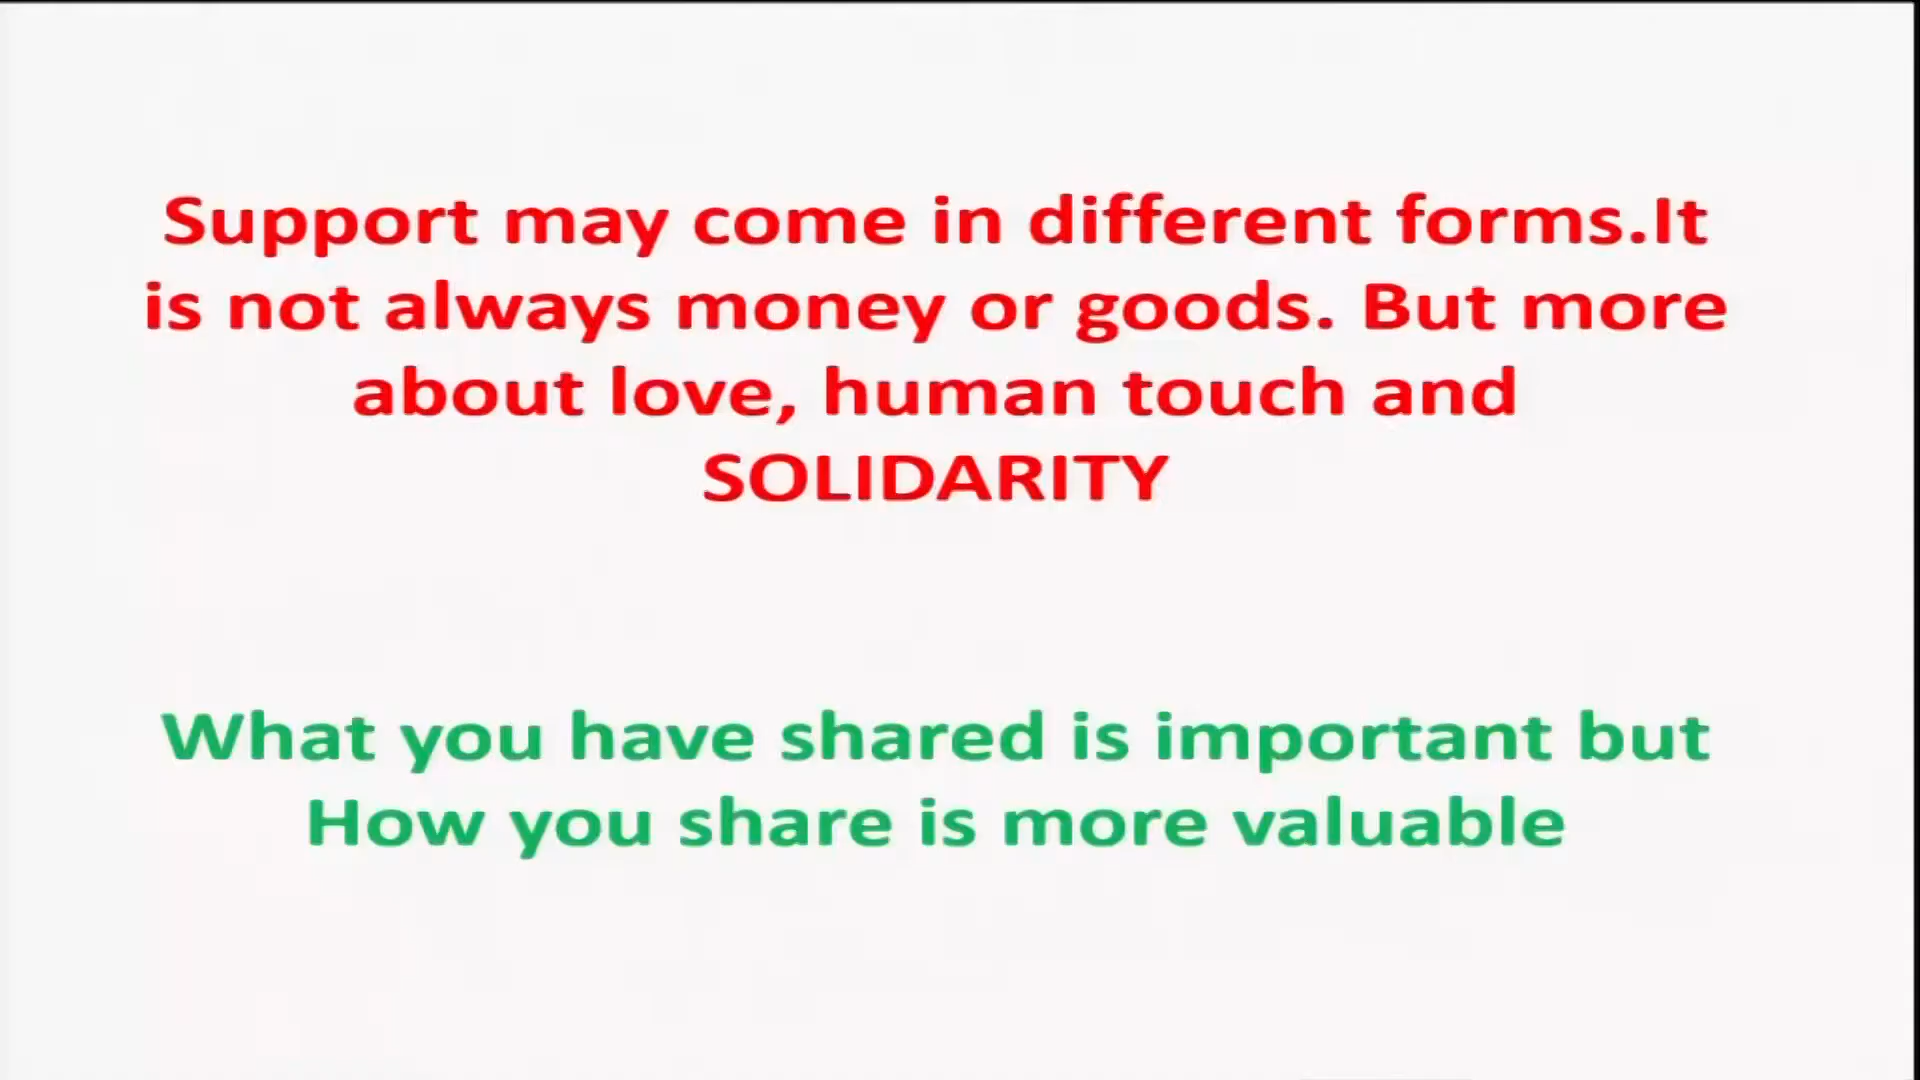 Support may come in different forms.It
is not always money or goods. But more
about love, human touch and
SOLIDARITY
What you have shared is important but
How you share is more valuable